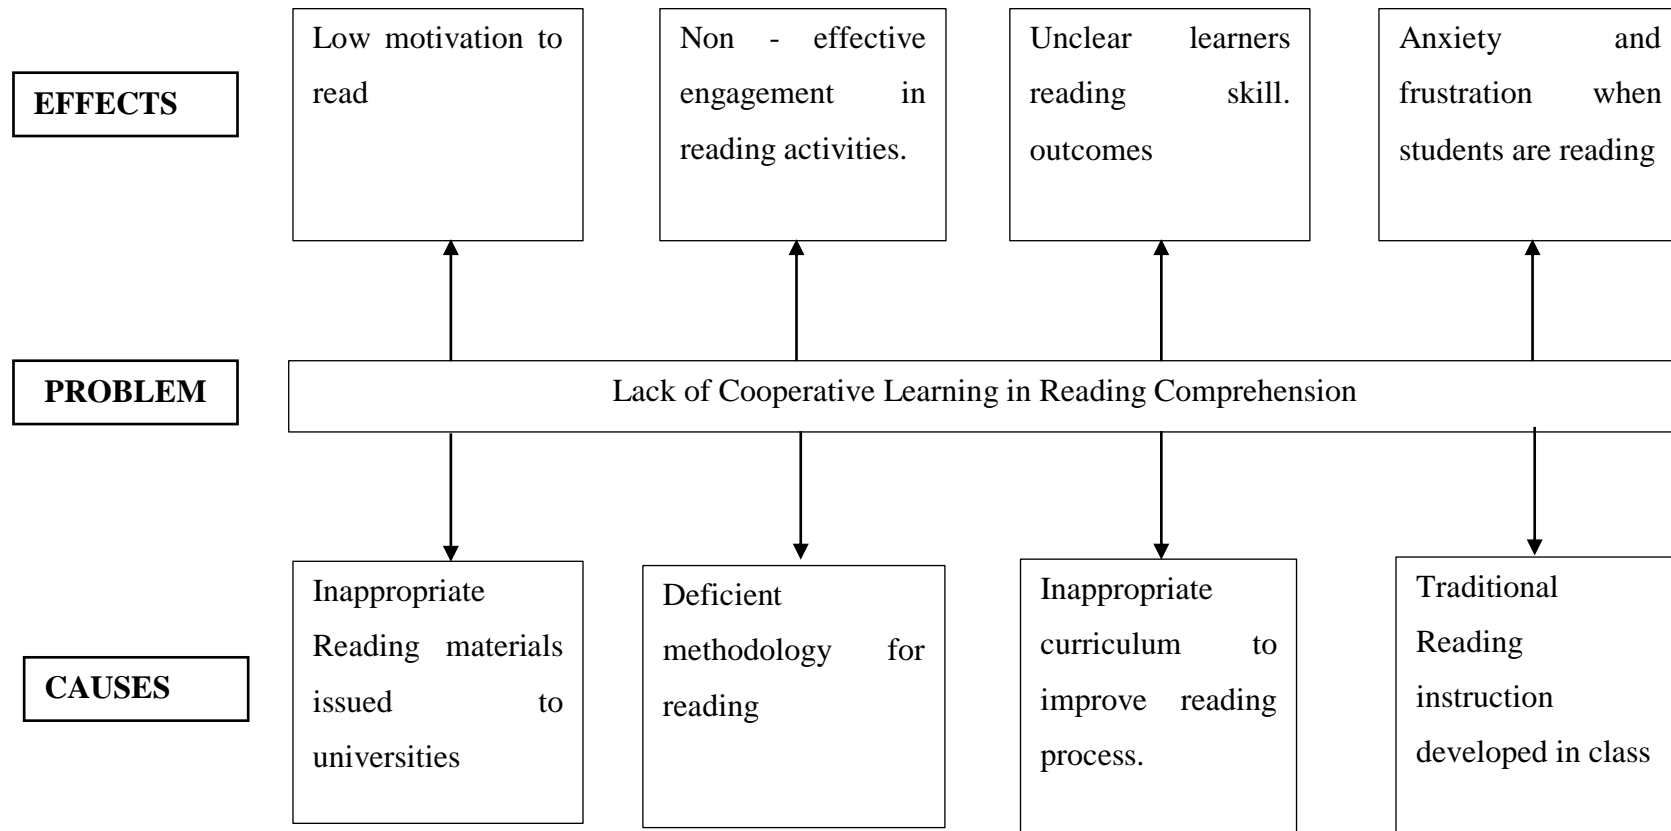 EFFECTS
Low motivation to
read
Non - effective
engagement in
reading activities.
Unclear learners
reading skill.
outcomes
Anxiety and
frustration when
students are reading
PROBLEM
Lack of Cooperative Learning in Reading Comprehension
CAUSES
Inappropriate
Reading materials
issued to
universities
Deficient
methodology for
reading
Inappropriate
curriculum to
improve reading
process.
Traditional
Reading
instruction
developed in class